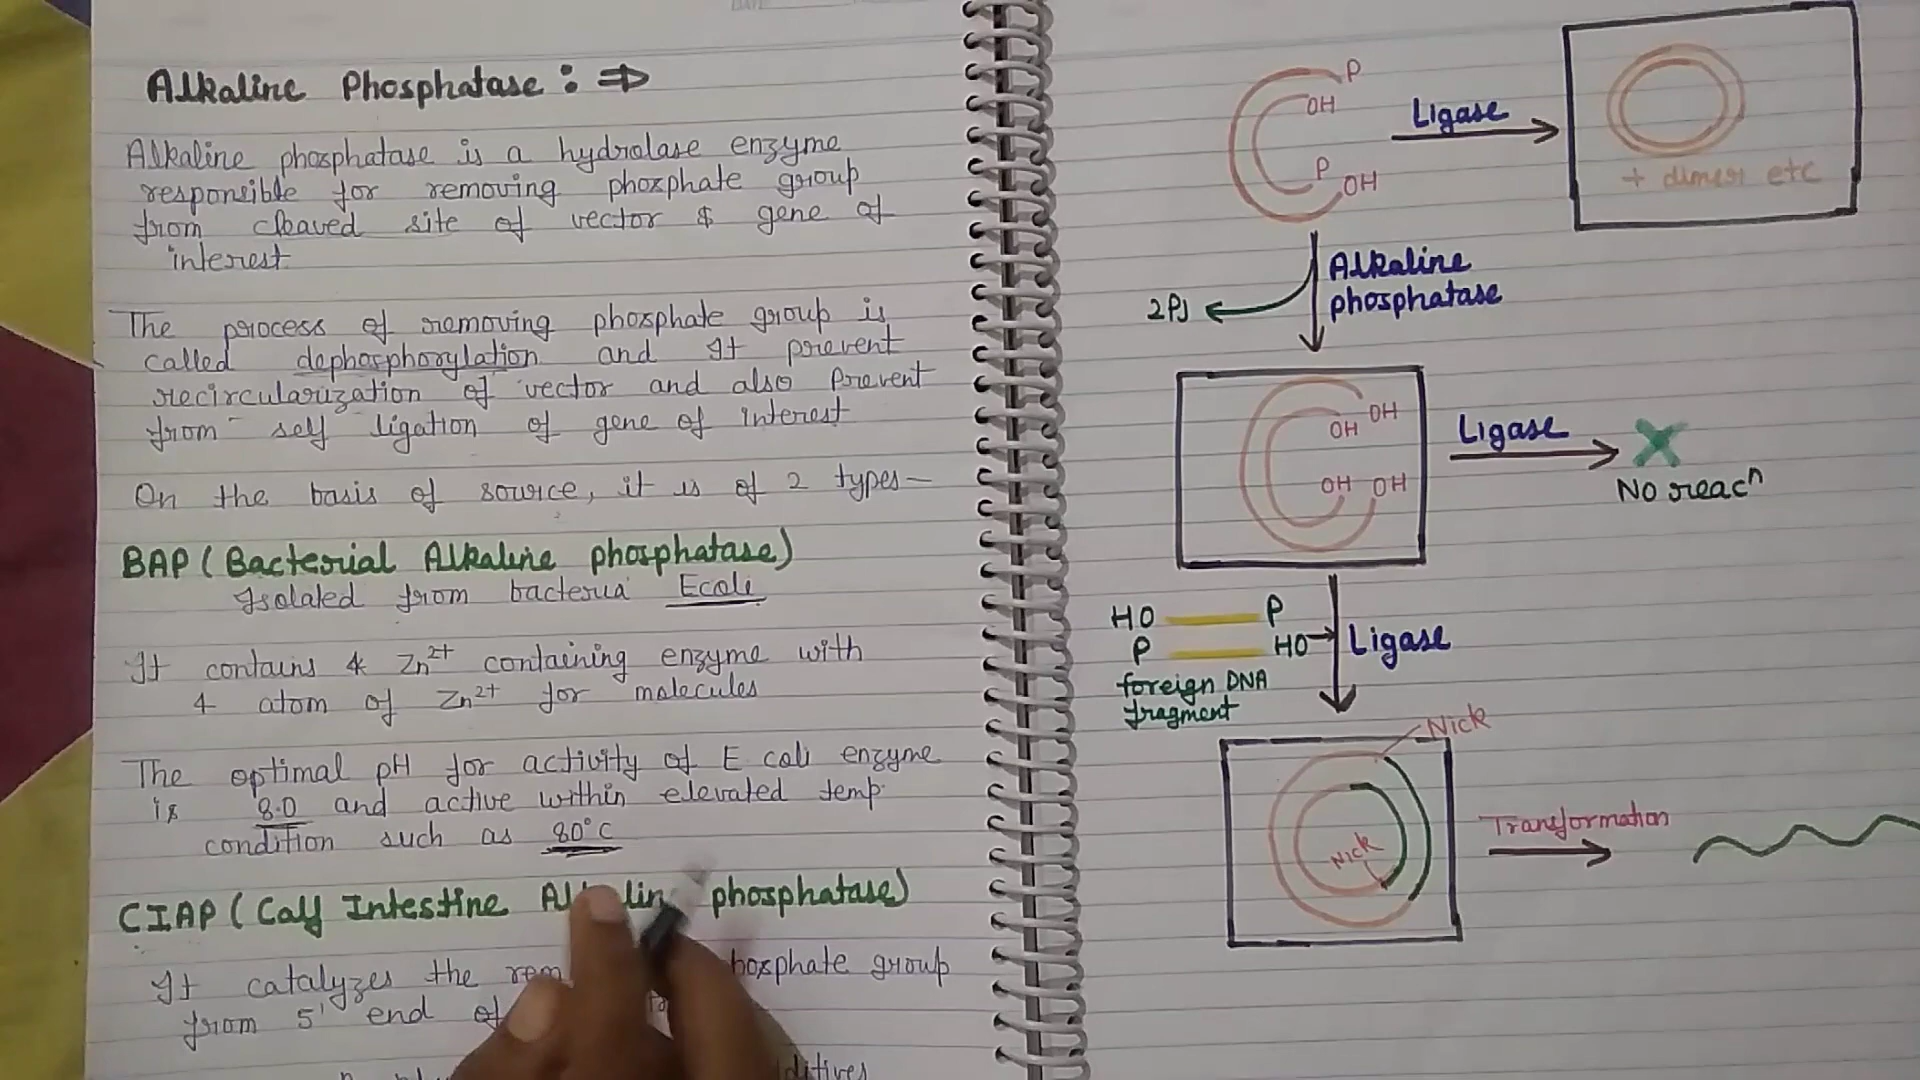 Alkaline Phosphatase : ⇒
Alkaline phosphatase is a hydrolase enzyme
responsible for removing phosphate group
from cleaved site of vector & gene of
interest
The process of removing phosphate group is
called dephosphorylation and It prevent
recircularization of vector and also Prevent
from self ligation of gene of interest
On the basis of source, it is of 2 types—
BAP (Bacterial Alkaline phosphatase)
Isolated from bacteria Ecoli
It contains Zn2+ containing enzyme with
4 atom of Zn2+ for molecules
The optimal pH for activity of E coli enzyme
is 8.0 and active within elevated temp.
condition such as 80°C
CIAP (Calf Intestine phosphatase)
It catalyzes the phosphate group
from 5' end of
P
OH
P
OH
Ligase
+ dimer etc
Alkaline
phosphatase
2Pi
OH
OH
OH OH
Ligase
No reacn
HO P
P HO
Ligase
foreign DNA
fragment
Nick
Nick
Transformation